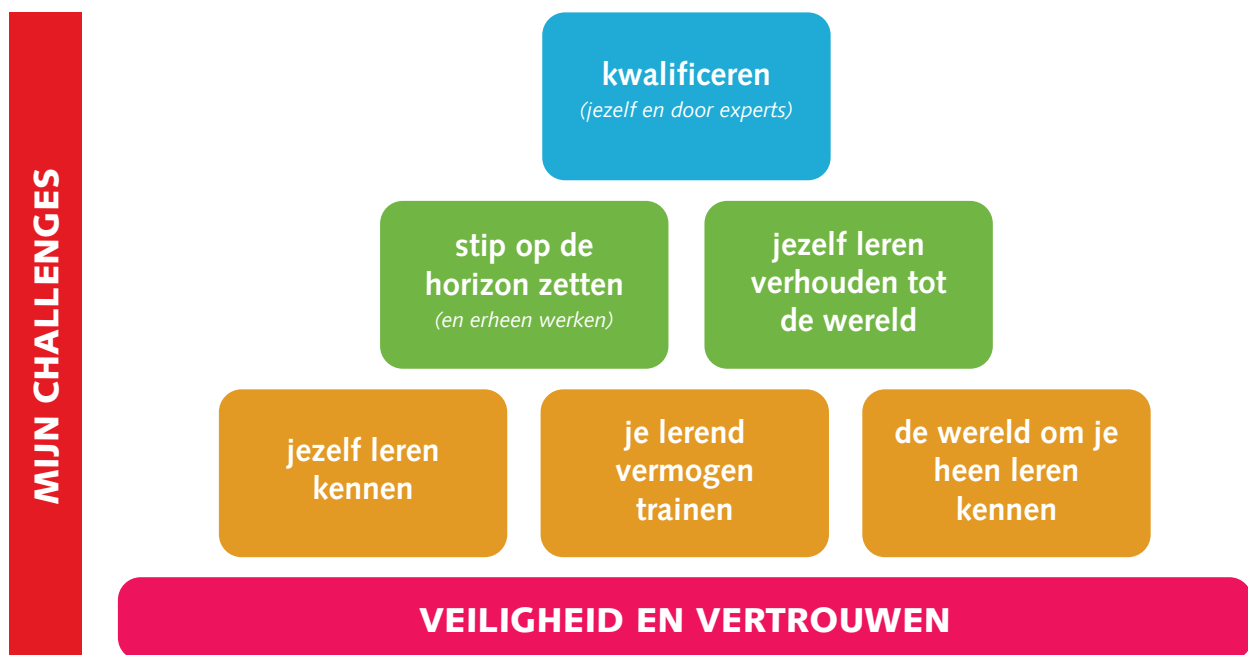 MIJN CHALLENGES
kwalificeren
(jezelf en door experts)
stip op de
horizon zetten
(en erheen werken)
jezelf leren
verhouden tot
de wereld
jezelf leren
kennen
je lerend
vermogen
trainen
de wereld om je
heen leren
kennen
VEILIGHEID EN VERTROUWEN